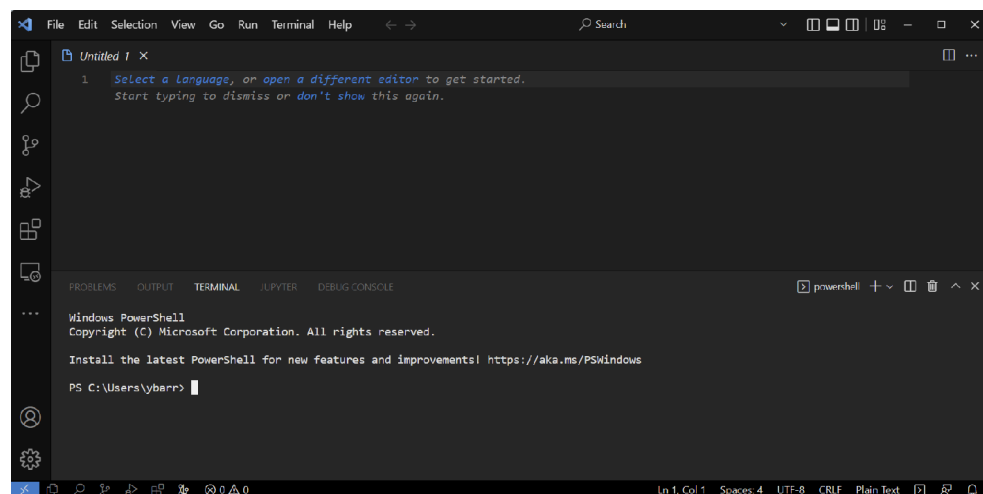 File Edit Selection View Go Run Terminal Help Search
Untitled 1
1 Select a language, or open a different editor to get started.
Start typing to dismiss or don't show this again.
PROBLEMS OUTPUT TERMINAL JUPYTER DEBUG CONSOLE powershell
Windows PowerShell
Copyright (C) Microsoft Corporation. All rights reserved.
Install the latest PowerShell for new features and improvements! https://aka.ms/PSWindows
PS C:\Users\ybarr>
0 0 Ln 1, Col 1 Spaces: 4 UTF-8 CRLF Plain Text